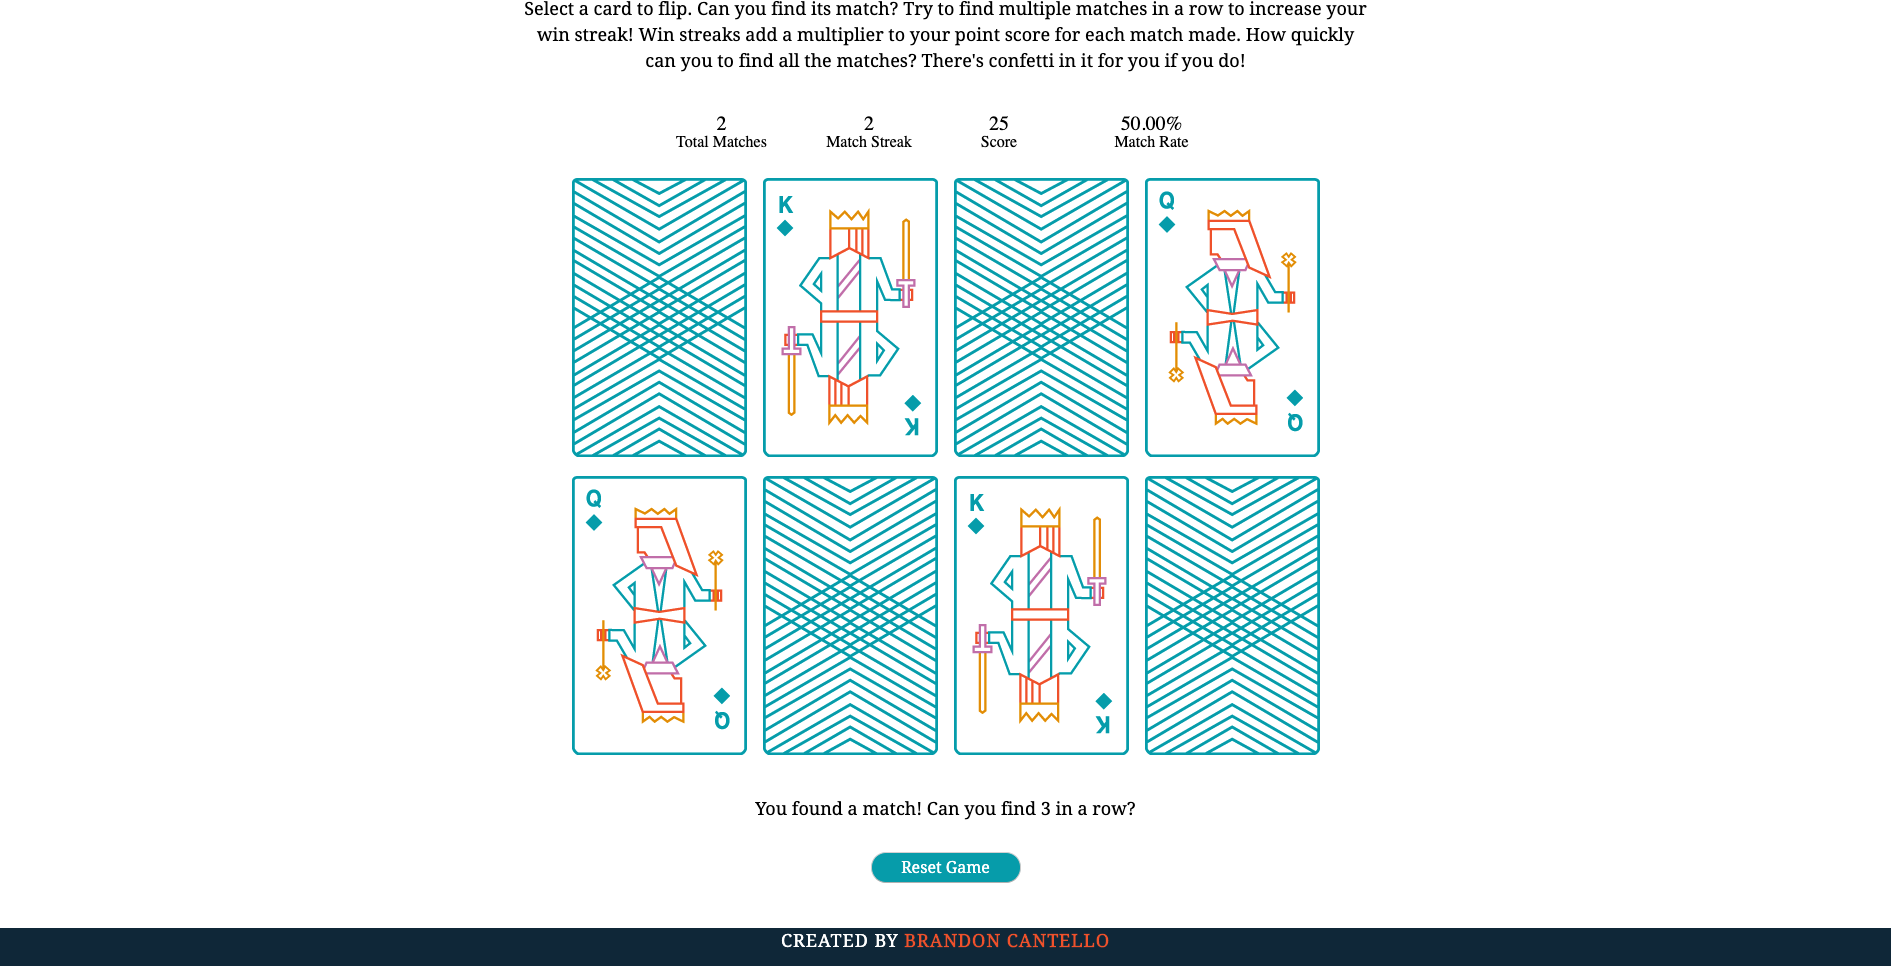 Select a card to flip. Can you find its match? Try to find multiple matches in a row to increase your
win streak! Win streaks add a multiplier to your point score for each match made. How quickly
can you to find all the matches? There's confetti in it for you if you do!
2 2 25 50.00%
Total Matches Match Streak Score Match Rate
K Q
K Q
Q K
Q K
You found a match! Can you find 3 in a row?
Reset Game
CREATED BY BRANDON CANTELLO